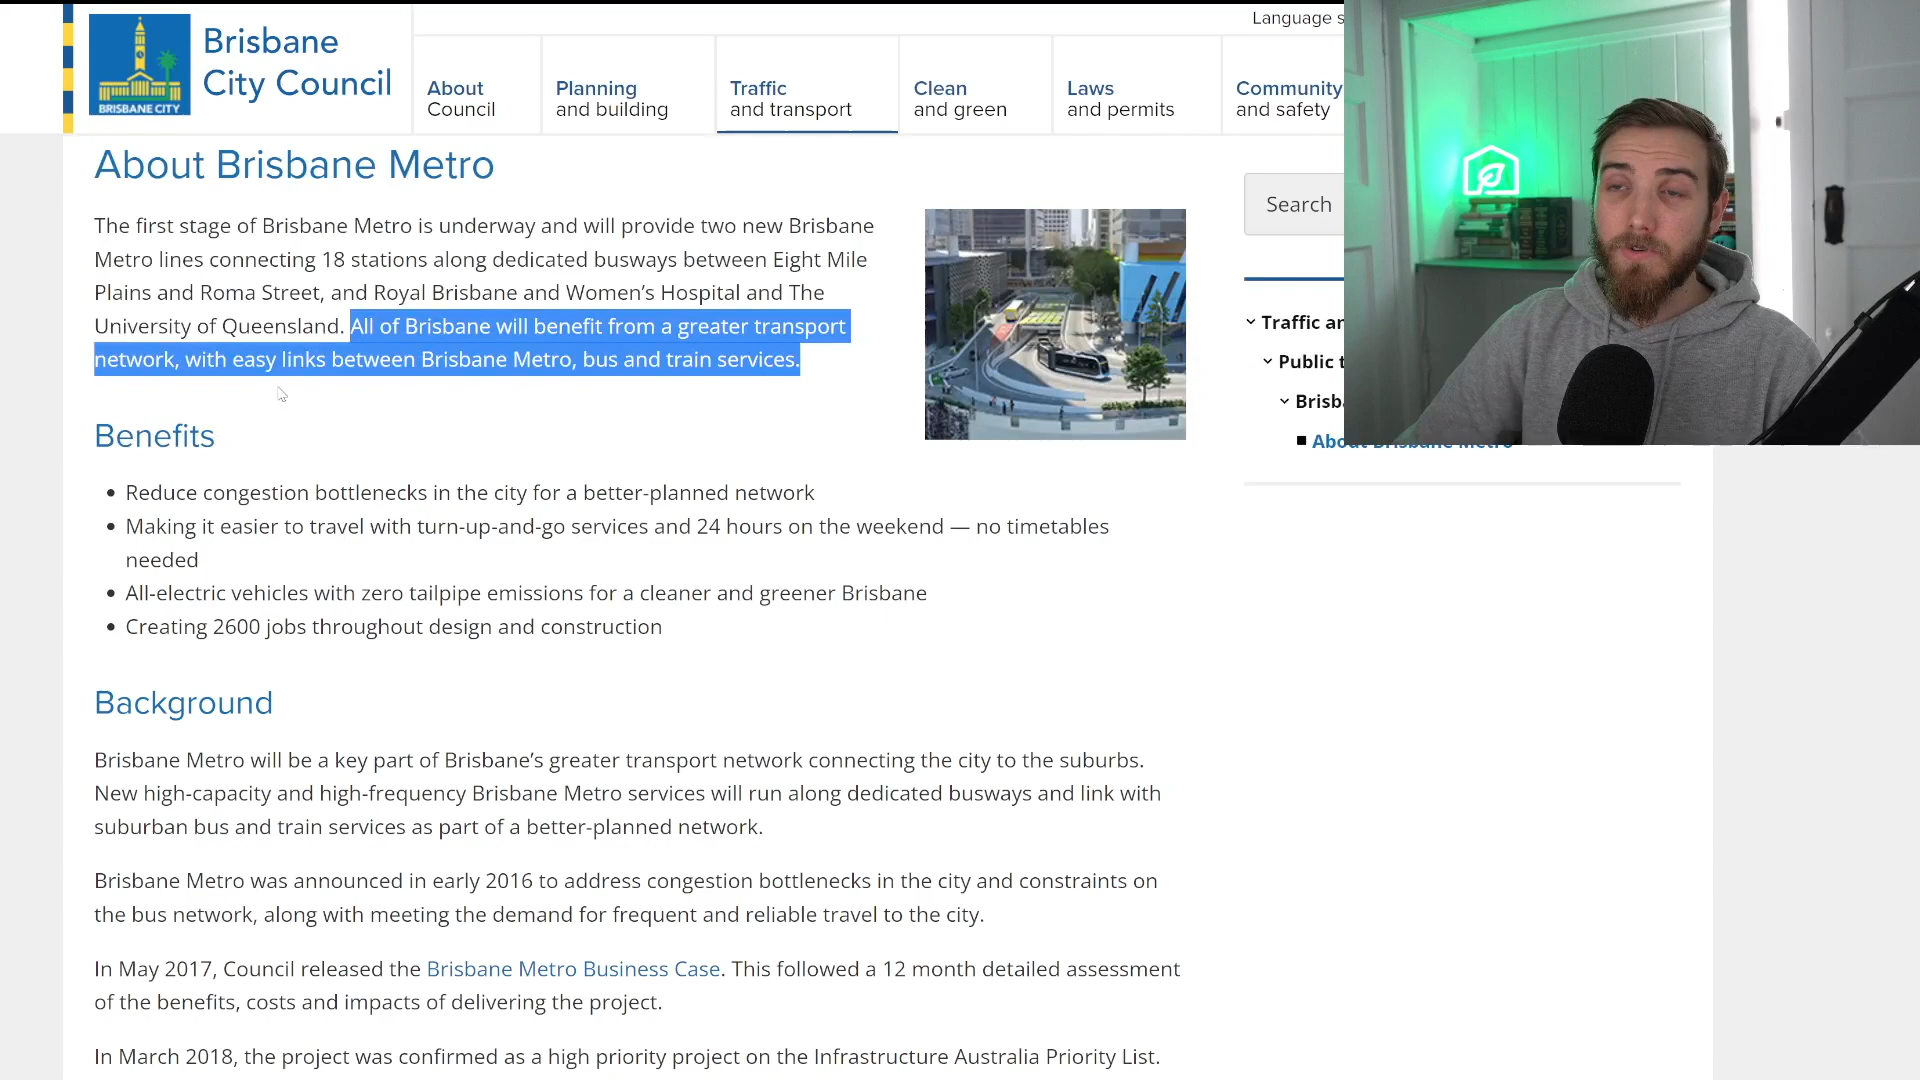 Language s
Brisbane
City Council
BRISBANE CITY
About
Council
Planning
and building
Traffic
and transport
Clean
and green
Laws
and permits
Community
and safety
About Brisbane Metro
The first stage of Brisbane Metro is underway and will provide two new Brisbane
Metro lines connecting 18 stations along dedicated busways between Eight Mile
Plains and Roma Street, and Royal Brisbane and Women’s Hospital and The
University of Queensland. All of Brisbane will benefit from a greater transport
network, with easy links between Brisbane Metro, bus and train services.
Benefits
Reduce congestion bottlenecks in the city for a better-planned network
Making it easier to travel with turn-up-and-go services and 24 hours on the weekend — no timetables
needed
All-electric vehicles with zero tailpipe emissions for a cleaner and greener Brisbane
Creating 2600 jobs throughout design and construction
Background
Brisbane Metro will be a key part of Brisbane’s greater transport network connecting the city to the suburbs.
New high-capacity and high-frequency Brisbane Metro services will run along dedicated busways and link with
suburban bus and train services as part of a better-planned network.
Brisbane Metro was announced in early 2016 to address congestion bottlenecks in the city and constraints on
the bus network, along with meeting the demand for frequent and reliable travel to the city.
In May 2017, Council released the Brisbane Metro Business Case. This followed a 12 month detailed assessment
of the benefits, costs and impacts of delivering the project.
In March 2018, the project was confirmed as a high priority project on the Infrastructure Australia Priority List.
Search
Traffic ar
Public t
Brisb
About Brisbane Metro